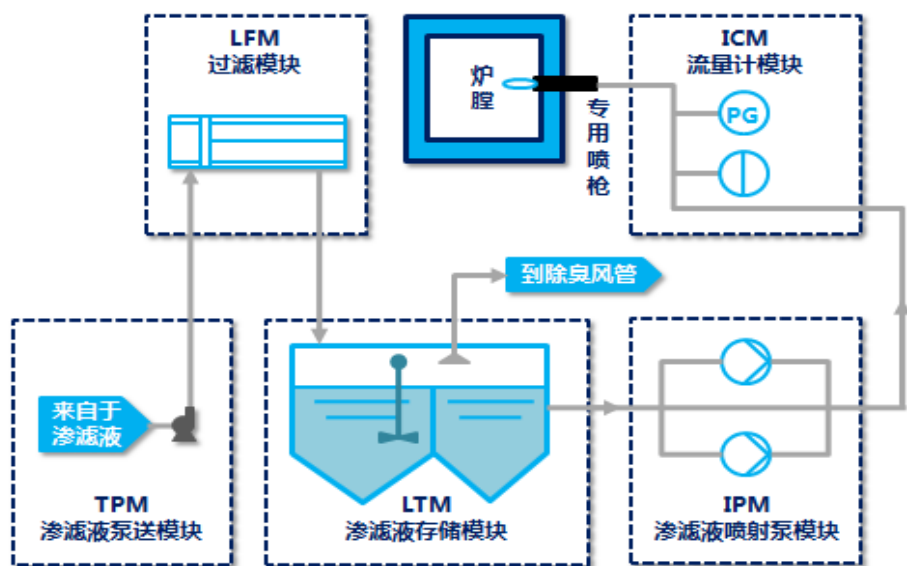 LFM
过滤模块
炉
膛
专
用
喷
枪
ICM
流量计模块
PG
到除臭风管
来自于
渗滤液
TPM
渗滤液泵送模块
LTM
渗滤液存储模块
IPM
渗滤液喷射泵模块